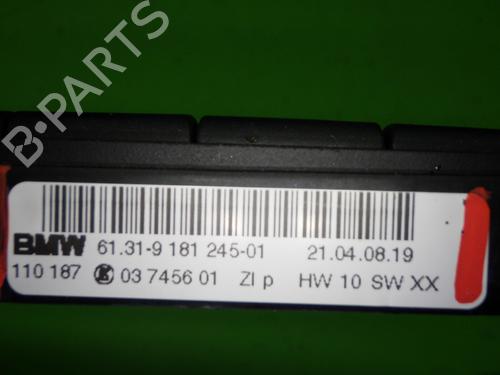 B-PARTS
BMW 61.31-9 181 245-01 21.04.08.19
110 187 K 03 7456 01 ZI p HW 10 SW XX